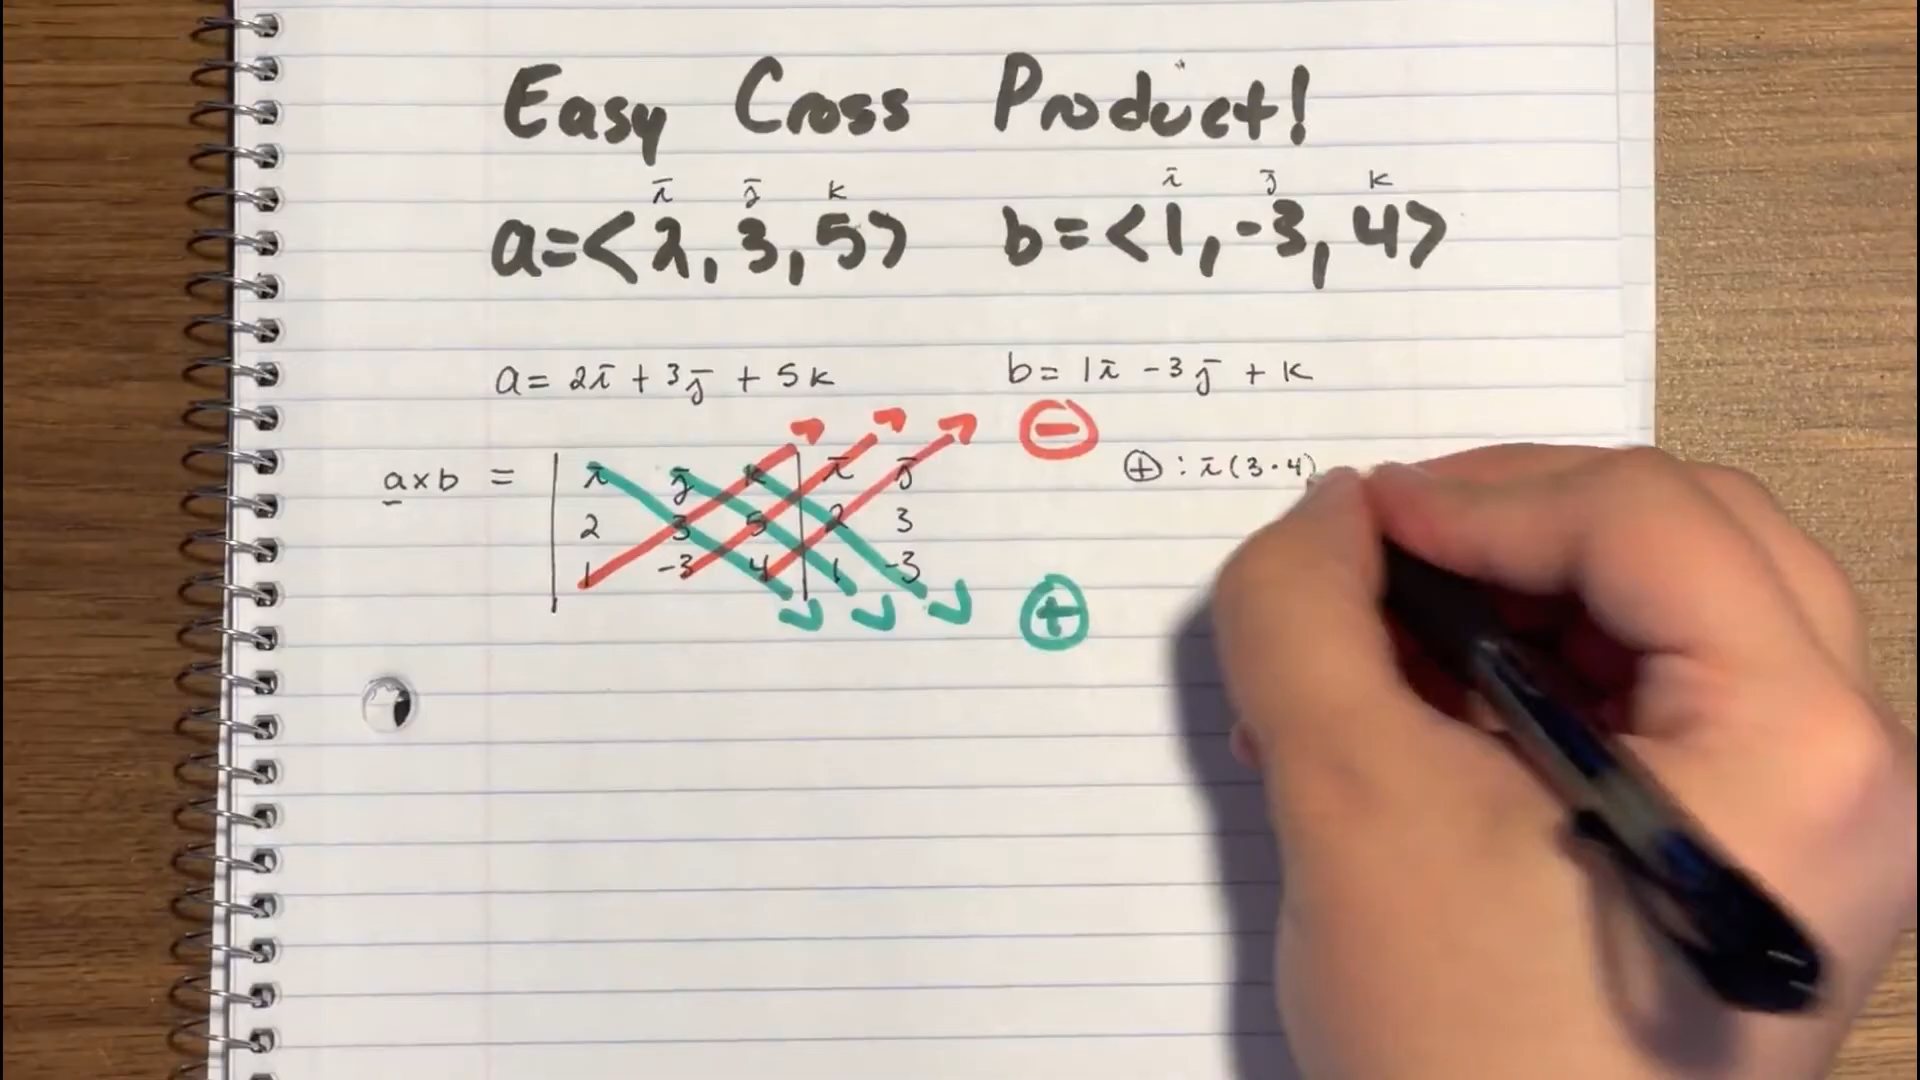 Easy Cross Product!
i j k
i j k
a=<2, 3, 5> b=<1, -3, 4>
a= 2i + 3j + 5k b= 1i - 3j + k
−
a×b = | i j k | i j
2 3 5 | 2 3
1 -3 4 | 1 -3
⊕ : i(3·4)
+